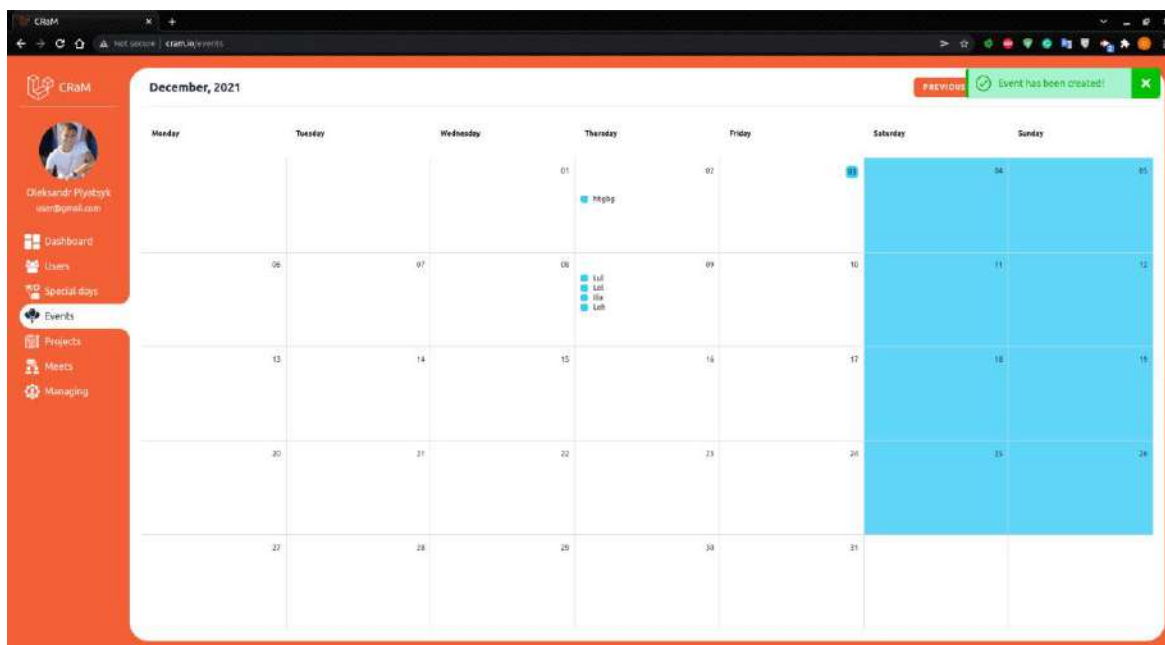 CRaM
Not secure | cram.io/events
CRaM
Oleksandr Plyatsyk
user@gmail.com
Dashboard
Users
Special days
Events
Projects
Meets
Managing
December, 2021
PREVIOUS
Event has been created!
Monday Tuesday Wednesday Thursday Friday Saturday Sunday
01 02 03 04 05
06 07 08 09 10 11 12
Lul
Lol
13 14 15 16 17 18 19
20 21 22 23 24 25 26
27 28 29 30 31